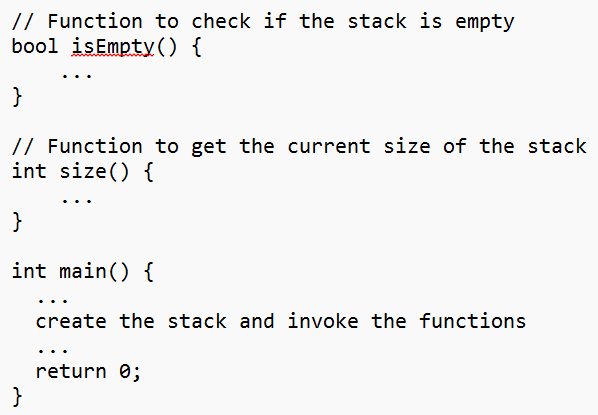 // Function to check if the stack is empty
bool isEmpty() {
    ...
}

// Function to get the current size of the stack
int size() {
    ...
}

int main() {
  ...
  create the stack and invoke the functions
  ...
  return 0;
}